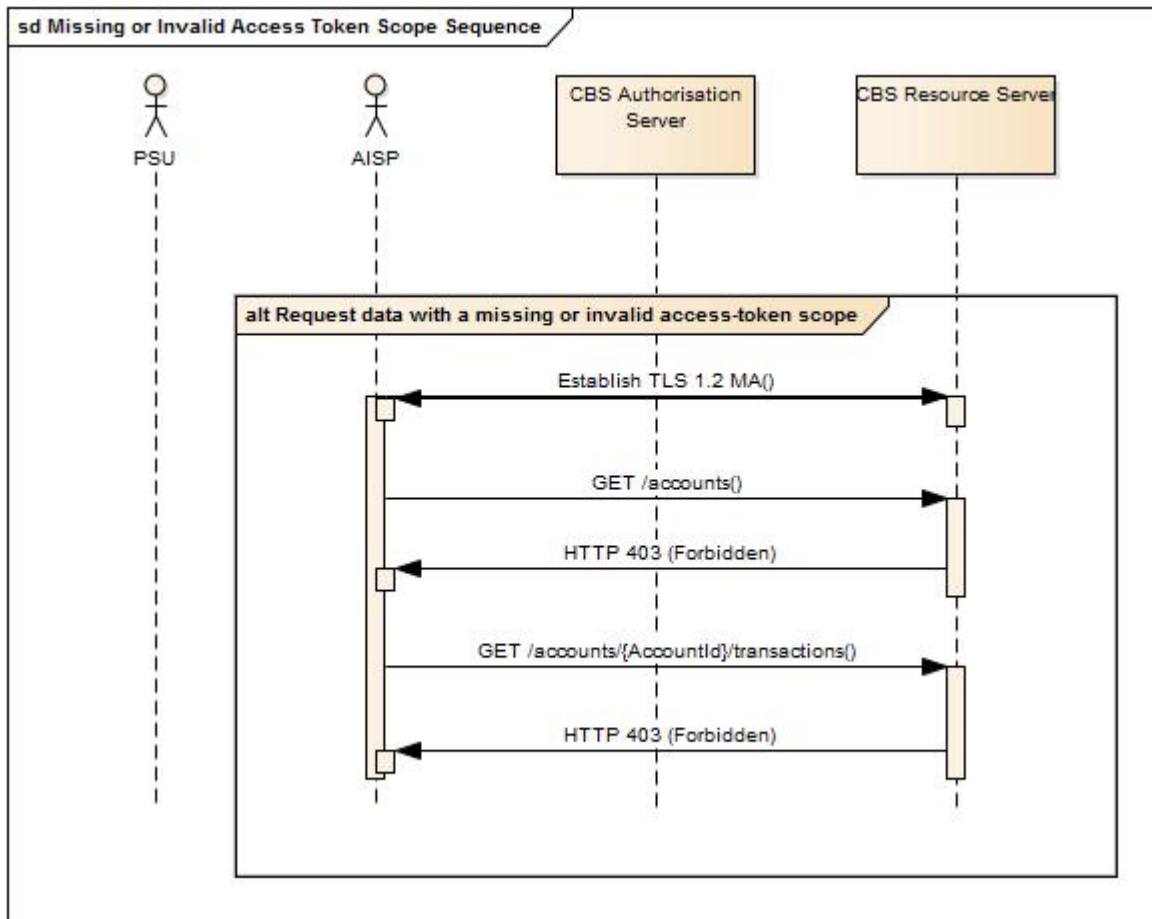 sd Missing or Invalid Access Token Scope Sequence
PSU
AISP
CBS Authorisation
Server
CBS Resource Server
alt Request data with a missing or invalid access-token scope
Establish TLS 1.2 MA()
GET /accounts()
HTTP 403 (Forbidden)
GET /accounts/{AccountId}/transactions()
HTTP 403 (Forbidden)